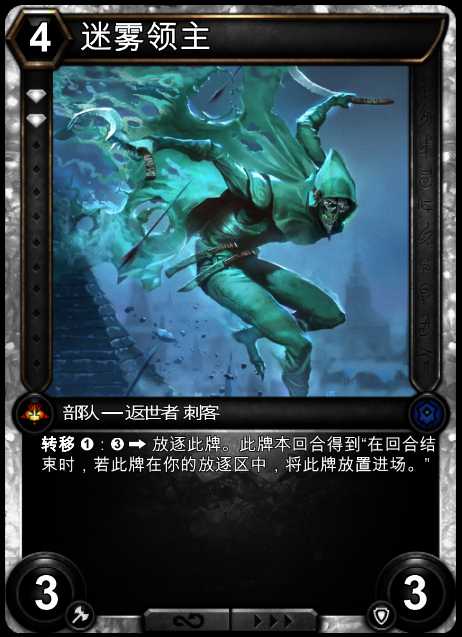 4 迷雾领主
部队 — 返世者 刺客
转移 ❶：❸ ➡ 放逐此牌。此牌本回合得到“在回合结
束时，若此牌在你的放逐区中，将此牌放置进场。”
3 3